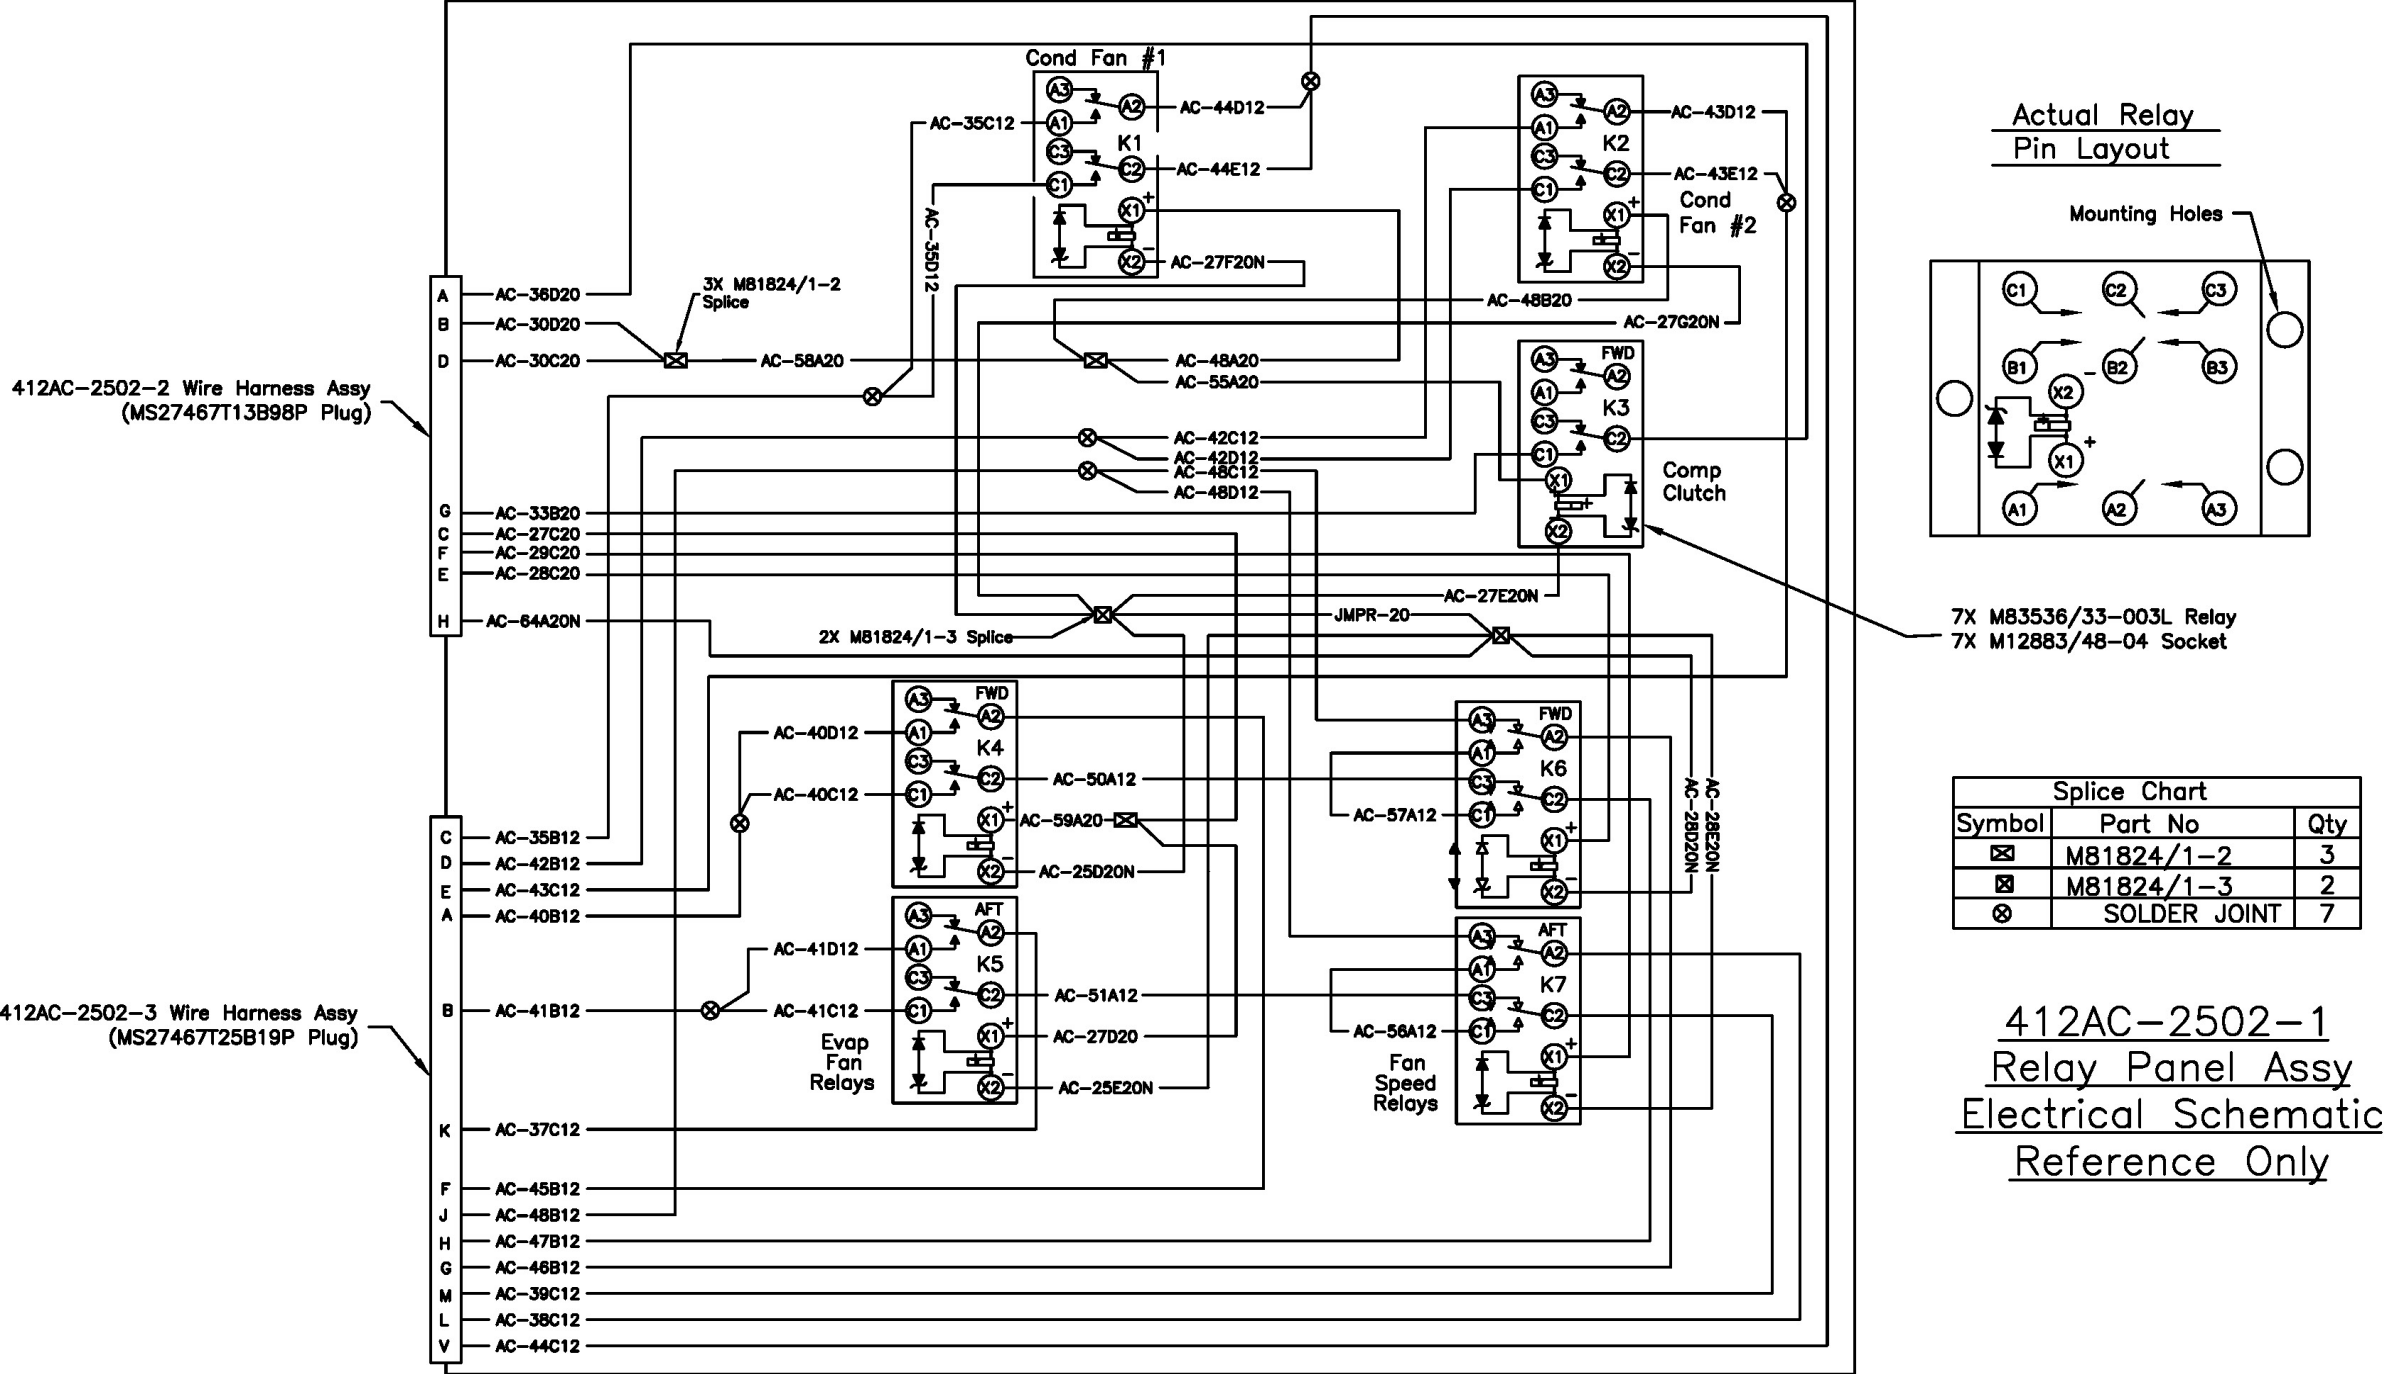 Cond Fan #1
A3
A2
A1
K1
C3
C2
C1
X1
+
X2
-
AC-35C12
AC-44D12
AC-44E12
AC-35D12
AC-27F20N
A3
A2
A1
K2
C3
C2
C1
X1
+
X2
-
AC-43D12
AC-43E12
Cond
Fan #2
AC-48B20
AC-27G20N
A
AC-36D20
B
AC-30D20
D
AC-30C20
3X M81824/1-2
Splice
AC-58A20
AC-48A20
AC-55A20
412AC-2502-2 Wire Harness Assy
(MS27467T13B98P Plug)
A3
FWD
A2
A1
K3
C3
C2
C1
X1
+
X2
Comp
Clutch
AC-42C12
AC-42D12
AC-48C12
AC-48D12
G
AC-33B20
C
AC-27C20
F
AC-29C20
E
AC-28C20
H
AC-64A20N
AC-27E20N
JMPR-20
2X M81824/1-3 Splice
A3
FWD
A2
A1
K4
C3
C2
C1
X1
+
X2
-
AC-40D12
AC-40C12
AC-50A12
AC-59A20
AC-25D20N
A3
FWD
A2
A1
K6
C3
C2
C1
X1
+
X2
-
AC-57A12
AC-28D20N
AC-28E20N
C
AC-35B12
D
AC-42B12
E
AC-43C12
A
AC-40B12
B
AC-41B12
A3
AFT
A2
A1
K5
C3
C2
C1
X1
+
X2
-
AC-41D12
AC-41C12
AC-51A12
AC-27D20
AC-25E20N
Evap
Fan
Relays
A3
AFT
A2
A1
K7
C3
C2
C1
X1
+
X2
-
AC-56A12
Fan
Speed
Relays
412AC-2502-3 Wire Harness Assy
(MS27467T25B19P Plug)
K
AC-37C12
F
AC-45B12
J
AC-48B12
H
AC-47B12
G
AC-46B12
M
AC-39C12
L
AC-38C12
V
AC-44C12
Actual Relay
Pin Layout
Mounting Holes
C1
C2
C3
B1
B2
B3
X2
-
X1
+
A1
A2
A3
7X M83536/33-003L Relay
7X M12883/48-04 Socket
Splice Chart
Symbol Part No Qty
M81824/1-2 3
M81824/1-3 2
SOLDER JOINT 7
412AC-2502-1
Relay Panel Assy
Electrical Schematic
Reference Only